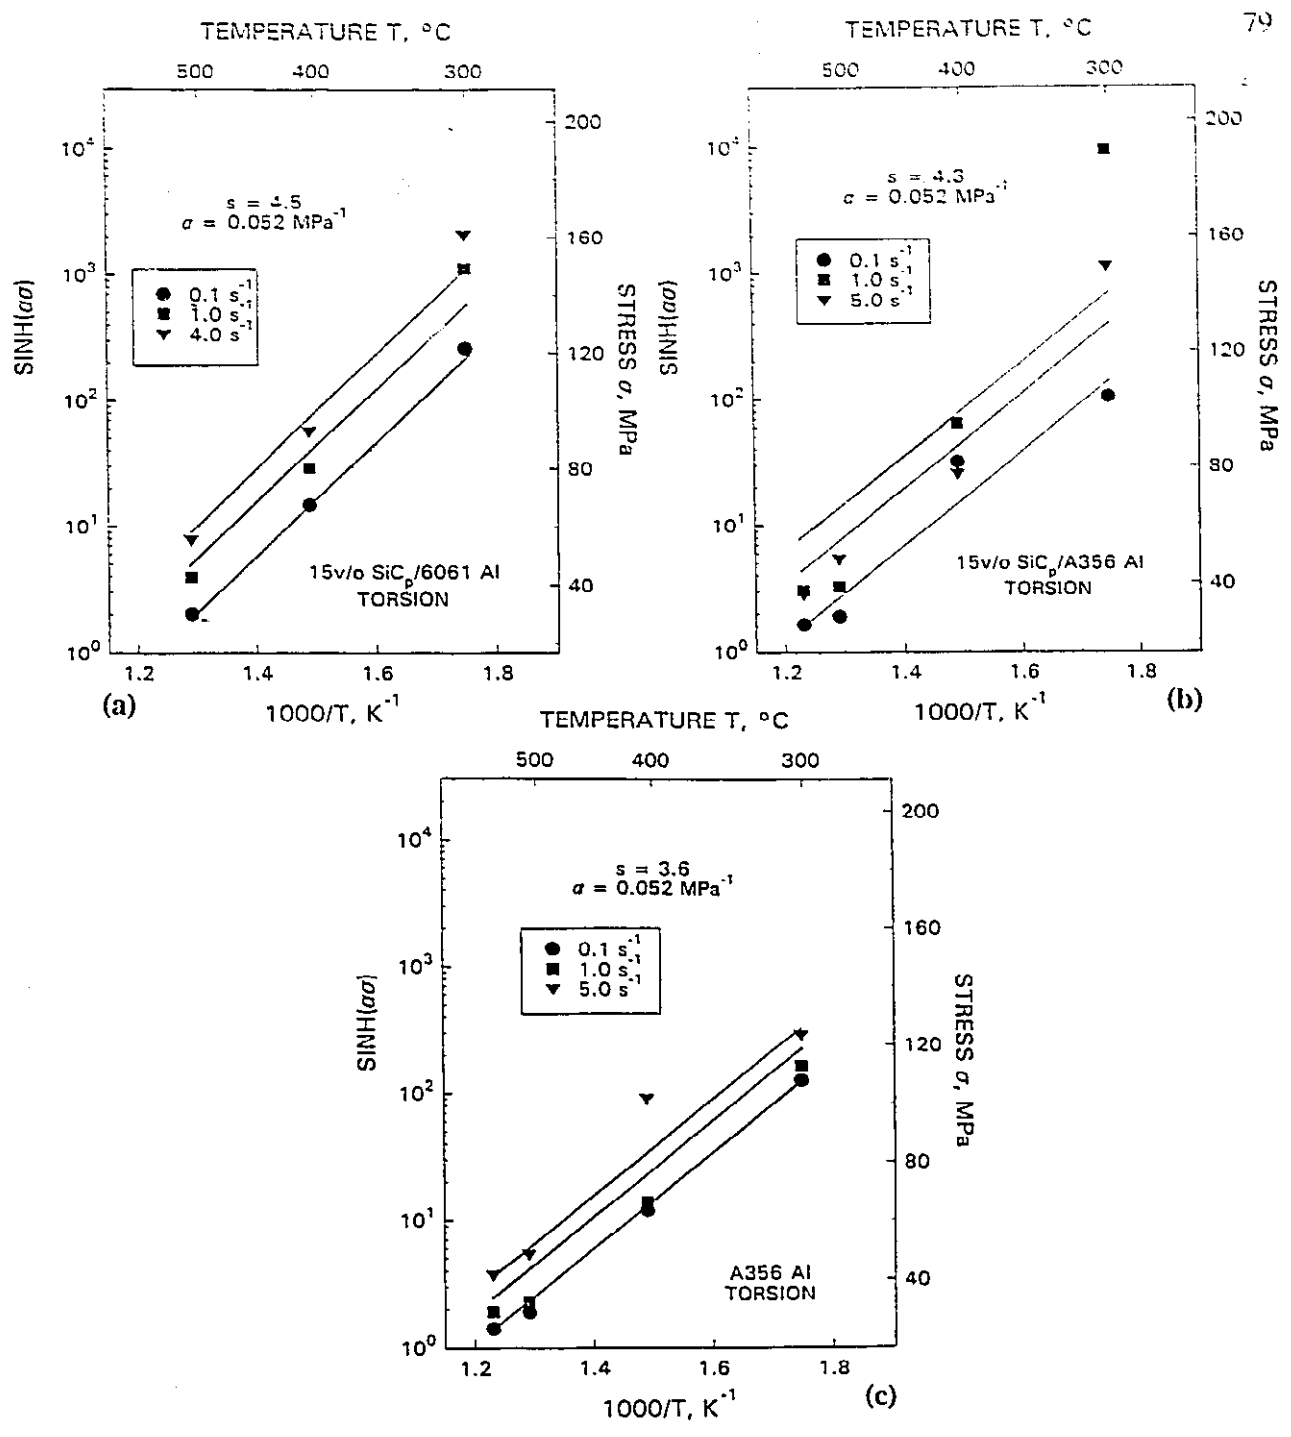 79
TEMPERATURE T, °C
500 400 300
SINH(ασ)
10⁴
10³
10²
10¹
10⁰
s = 4.5
α = 0.052 MPa⁻¹
0.1 s⁻¹
1.0 s⁻¹
4.0 s⁻¹
15v/o SiCₚ/6061 Al
TORSION
200
160
120
80
40
STRESS σ, MPa
1.2 1.4 1.6 1.8
1000/T, K⁻¹
(a)
TEMPERATURE T, °C
500 400 300
SINH(ασ)
10⁴
10³
10²
10¹
10⁰
s = 4.3
α = 0.052 MPa⁻¹
0.1 s⁻¹
1.0 s⁻¹
5.0 s⁻¹
15v/o SiCₚ/A356 Al
TORSION
200
160
120
80
40
STRESS σ, MPa
1.2 1.4 1.6 1.8
1000/T, K⁻¹
(b)
TEMPERATURE T, °C
500 400 300
SINH(ασ)
10⁴
10³
10²
10¹
10⁰
s = 3.6
α = 0.052 MPa⁻¹
0.1 s⁻¹
1.0 s⁻¹
5.0 s⁻¹
A356 Al
TORSION
200
160
120
80
40
STRESS σ, MPa
1.2 1.4 1.6 1.8
1000/T, K⁻¹
(c)